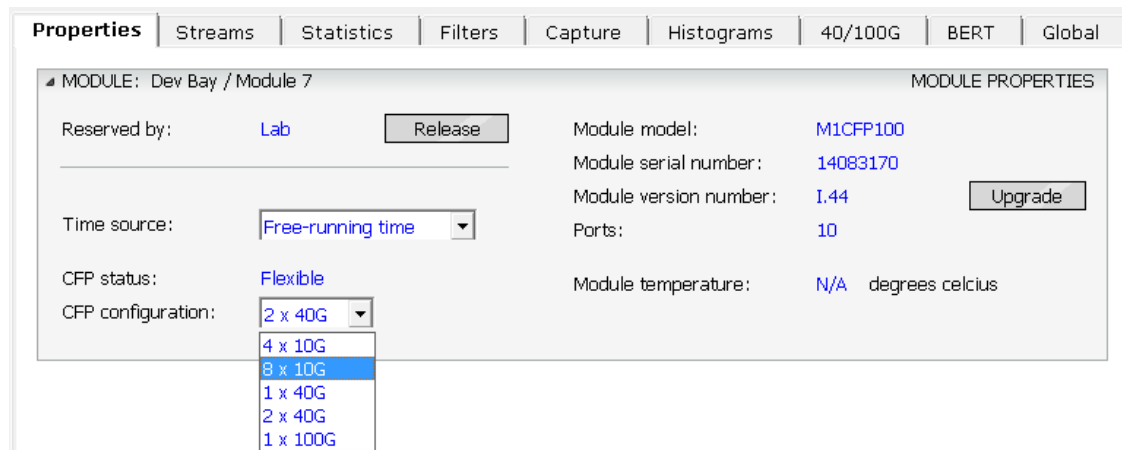 Properties Streams Statistics Filters Capture Histograms 40/100G BERT Global
MODULE: Dev Bay / Module 7 MODULE PROPERTIES
Reserved by: Lab Release Module model: M1CFP100
Module serial number: 14083170
Module version number: I.44 Upgrade
Time source: Free-running time Ports: 10
CFP status: Flexible Module temperature: N/A degrees celcius
CFP configuration: 2 x 40G
4 x 10G
8 x 10G
1 x 40G
2 x 40G
1 x 100G